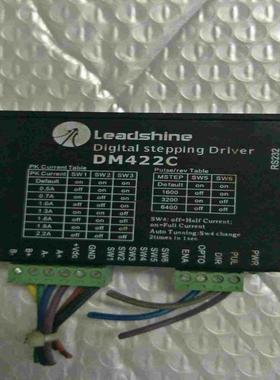 Leadshine
Digital stepping Driver
DM422C
PK Current Table
PK Current SW1 SW2 SW3
Default on on on
0.5A off on on
0.7A on off on
1.0A off off on
1.3A on on off
1.6A off on off
1.9A on off off
2.2A off off off
Pulse/rev Table
MSTEP SW5 SW6
Default on on
1600 off on
3200 on off
6400 off off
SW4: off=Half Current;
on=Full Current
Auto Tunning: Sw4 change
2times in 1sec
RS232
B-
B+
A-
A+
+Vdc
GND
SW1
SW2
SW3
SW4
SW5
ENA
OPTO
DIR
PUL
PWR